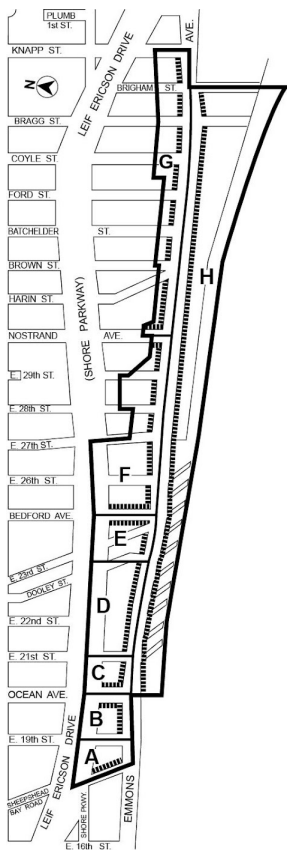 PLUMB
1st ST.
KNAPP ST.
AVE.
LEIF ERICSON DRIVE
BRIGHAM ST.
N
BRAGG ST.
COYLE ST.
G
FORD ST.
BATCHELDER ST.
H
BROWN ST.
HARIN ST.
(SHORE PARKWAY)
NOSTRAND AVE.
E. 29th ST.
E. 28th ST.
E. 27th ST.
F
E. 26th ST.
BEDFORD AVE.
E
E. 23rd ST.
DOOLEY ST.
D
E. 22nd ST.
E. 21st ST.
C
OCEAN AVE.
B
E. 19th ST.
A
SHEEPSHEAD
BAY ROAD
LEIF ERICSON DRIVE
SHORE PKWY.
EMMONS
E. 16th ST.